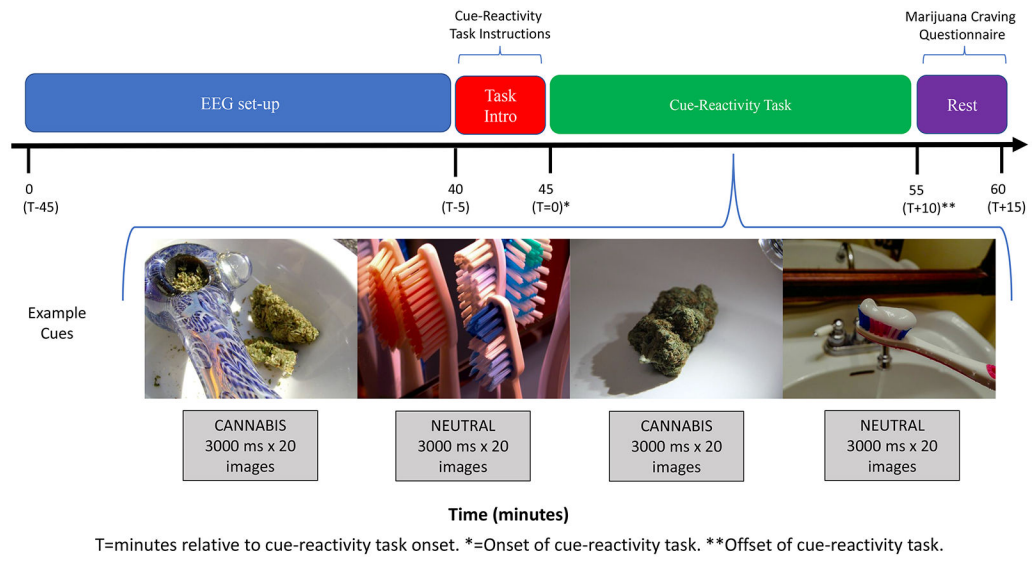 Cue-Reactivity
Task Instructions
Marijuana Craving
Questionnaire
EEG set-up
Task
Intro
Cue-Reactivity Task
Rest
0
(T-45)
40
(T-5)
45
(T=0)*
55
(T+10)**
60
(T+15)
Example
Cues
CANNABIS
3000 ms x 20
images
NEUTRAL
3000 ms x 20
images
CANNABIS
3000 ms x 20
images
NEUTRAL
3000 ms x 20
images
Time (minutes)
T=minutes relative to cue-reactivity task onset. *=Onset of cue-reactivity task. **Offset of cue-reactivity task.